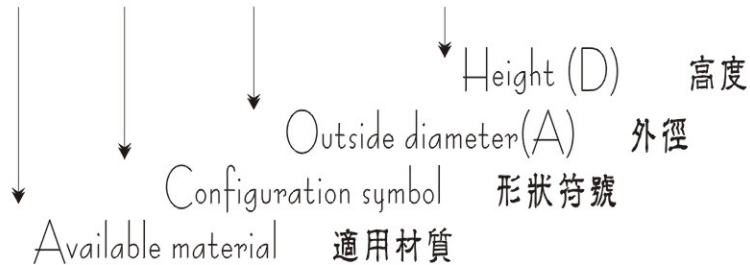 Height (D) 高度
Outside diameter(A) 外徑
Configuration symbol 形狀符號
Available material 適用材質